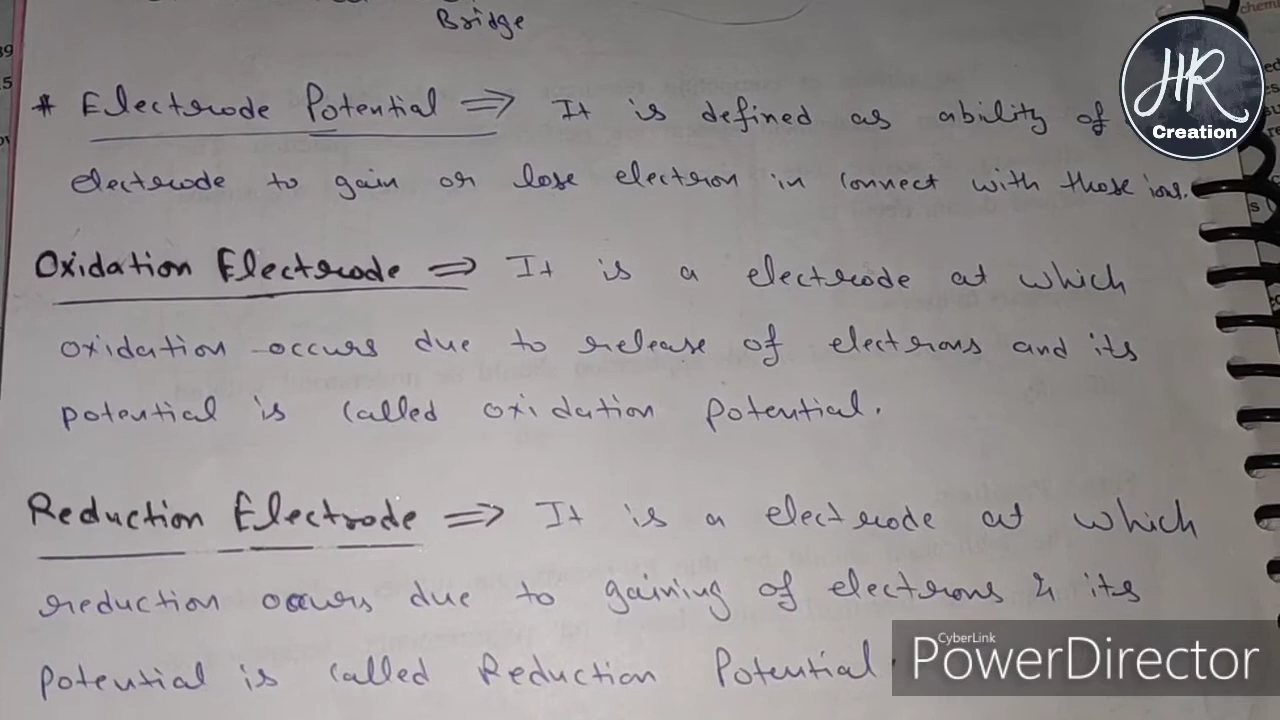 Bridge
* Electrode Potential ⇒ It is defined as ability of
electrode to gain or lose electron in connect with those ions.
Oxidation Electrode ⇒ It is a electrode at which
oxidation occurs due to release of electrons and its
potential is called oxidation potential.
Reduction Electrode ⇒ It is a electrode at which
reduction occurs due to gaining of electrons & its
potential is called Reduction Potential.
HR
Creation
CyberLink
PowerDirector